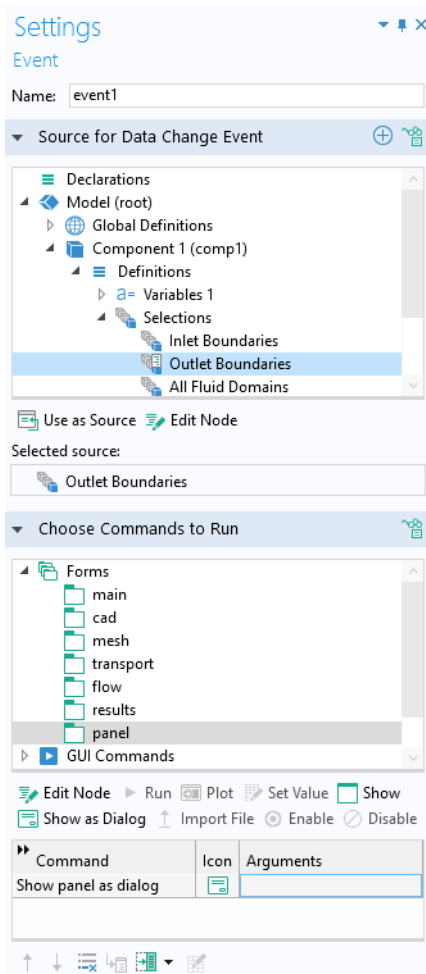 Settings
Event
Name: event1
Source for Data Change Event
Declarations
Model (root)
Global Definitions
Component 1 (comp1)
Definitions
a= Variables 1
Selections
Inlet Boundaries
Outlet Boundaries
All Fluid Domains
Use as Source Edit Node
Selected source:
Outlet Boundaries
Choose Commands to Run
Forms
main
cad
mesh
transport
flow
results
panel
GUI Commands
Edit Node Run Plot Set Value Show
Show as Dialog Import File Enable Disable
Command Icon Arguments
Show panel as dialog